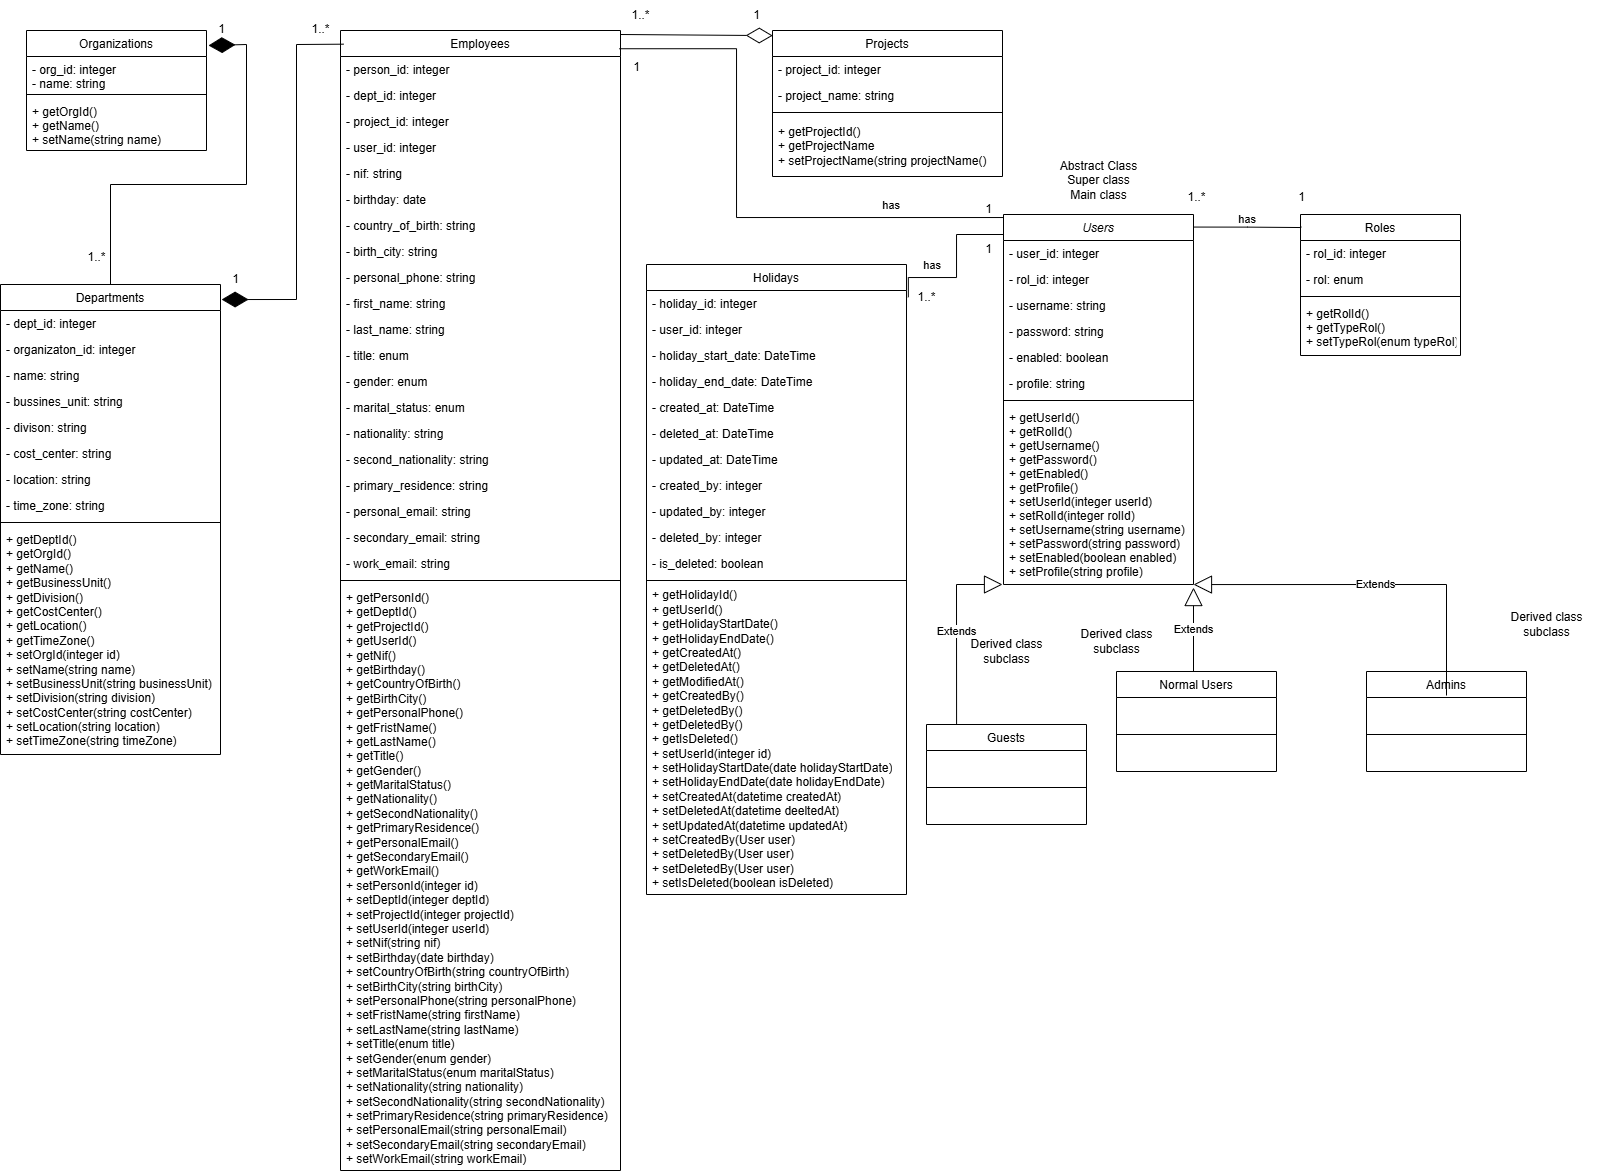 1
1..*
Organizations
- org_id: integer
- name: string
+ getOrgId()
+ getName()
+ setName(string name)
1..*
1
Departments
- dept_id: integer
- organizaton_id: integer
- name: string
- bussines_unit: string
- divison: string
- cost_center: string
- location: string
- time_zone: string
+ getDeptId()
+ getOrgId()
+ getName()
+ getBusinessUnit()
+ getDivision()
+ getCostCenter()
+ getLocation()
+ getTimeZone()
+ setOrgId(integer id)
+ setName(string name)
+ setBusinessUnit(string businessUnit)
+ setDivision(string division)
+ setCostCenter(string costCenter)
+ setLocation(string location)
+ setTimeZone(string timeZone)
Employees
- person_id: integer
- dept_id: integer
- project_id: integer
- user_id: integer
- nif: string
- birthday: date
- country_of_birth: string
- birth_city: string
- personal_phone: string
- first_name: string
- last_name: string
- title: enum
- gender: enum
- marital_status: enum
- nationality: string
- second_nationality: string
- primary_residence: string
- personal_email: string
- secondary_email: string
- work_email: string
+ getPersonId()
+ getDeptId()
+ getProjectId()
+ getUserId()
+ getNif()
+ getBirthday()
+ getCountryOfBirth()
+ getBirthCity()
+ getPersonalPhone()
+ getFristName()
+ getLastName()
+ getTitle()
+ getGender()
+ getMaritalStatus()
+ getNationality()
+ getSecondNationality()
+ getPrimaryResidence()
+ getPersonalEmail()
+ getSecondaryEmail()
+ getWorkEmail()
+ setPersonId(integer id)
+ setDeptId(integer deptId)
+ setProjectId(integer projectId)
+ setUserId(integer userId)
+ setNif(string nif)
+ setBirthday(date birthday)
+ setCountryOfBirth(string countryOfBirth)
+ setBirthCity(string birthCity)
+ setPersonalPhone(string personalPhone)
+ setFristName(string firstName)
+ setLastName(string lastName)
+ setTitle(enum title)
+ setGender(enum gender)
+ setMaritalStatus(enum maritalStatus)
+ setNationality(string nationality)
+ setSecondNationality(string secondNationality)
+ setPrimaryResidence(string primaryResidence)
+ setPersonalEmail(string personalEmail)
+ setSecondaryEmail(string secondaryEmail)
+ setWorkEmail(string workEmail)
1..*
1
1
Projects
- project_id: integer
- project_name: string
+ getProjectId()
+ getProjectName
+ setProjectName(string projectName()
has
1
1
has
1..*
Holidays
- holiday_id: integer
- user_id: integer
- holiday_start_date: DateTime
- holiday_end_date: DateTime
- created_at: DateTime
- deleted_at: DateTime
- updated_at: DateTime
- created_by: integer
- updated_by: integer
- deleted_by: integer
- is_deleted: boolean
+ getHolidayId()
+ getUserId()
+ getHolidayStartDate()
+ getHolidayEndDate()
+ getCreatedAt()
+ getDeletedAt()
+ getModifiedAt()
+ getCreatedBy()
+ getDeletedBy()
+ getDeletedBy()
+ getIsDeleted()
+ setUserId(integer id)
+ setHolidayStartDate(date holidayStartDate)
+ setHolidayEndDate(date holidayEndDate)
+ setCreatedAt(datetime createdAt)
+ setDeletedAt(datetime deeltedAt)
+ setUpdatedAt(datetime updatedAt)
+ setCreatedBy(User user)
+ setDeletedBy(User user)
+ setDeletedBy(User user)
+ setIsDeleted(boolean isDeleted)
Abstract Class
Super class
Main class
Users
- user_id: integer
- rol_id: integer
- username: string
- password: string
- enabled: boolean
- profile: string
+ getUserId()
+ getRolId()
+ getUsername()
+ getPassword()
+ getEnabled()
+ getProfile()
+ setUserId(integer userId)
+ setRolId(integer rolId)
+ setUsername(string username)
+ setPassword(string password)
+ setEnabled(boolean enabled)
+ setProfile(string profile)
1..*
1
has
Roles
- rol_id: integer
- rol: enum
+ getRolId()
+ getTypeRol()
+ setTypeRol(enum typeRol
Extends
Derived class
subclass
Guests
Derived class
subclass
Extends
Normal Users
Extends
Derived class
subclass
Admins